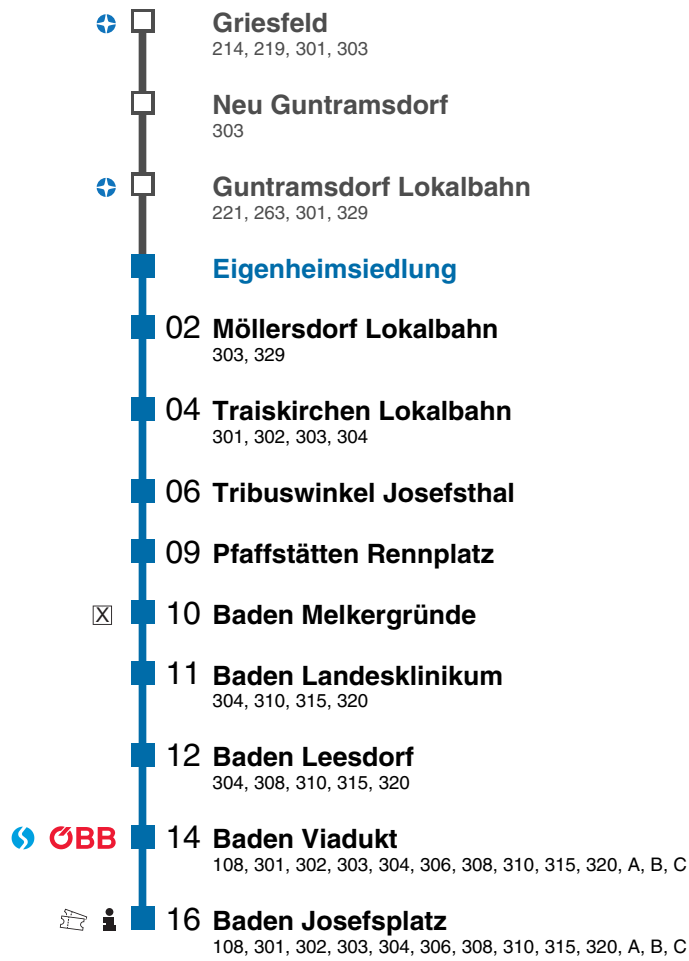 Griesfeld
214, 219, 301, 303
Neu Guntramsdorf
303
Guntramsdorf Lokalbahn
221, 263, 301, 329
Eigenheimsiedlung
02 Möllersdorf Lokalbahn
303, 329
04 Traiskirchen Lokalbahn
301, 302, 303, 304
06 Tribuswinkel Josefsthal
09 Pfaffstätten Rennplatz
X 10 Baden Melkergründe
11 Baden Landesklinikum
304, 310, 315, 320
12 Baden Leesdorf
304, 308, 310, 315, 320
ÖBB 14 Baden Viadukt
108, 301, 302, 303, 304, 306, 308, 310, 315, 320, A, B, C
i 16 Baden Josefsplatz
108, 301, 302, 303, 304, 306, 308, 310, 315, 320, A, B, C